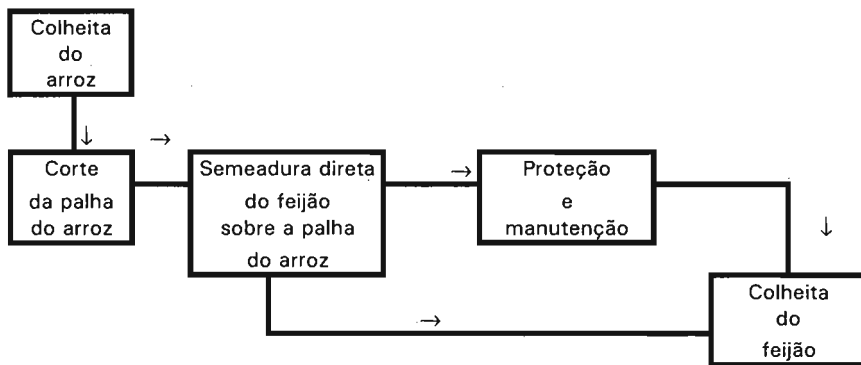 Colheita
do
arroz
↓
→
Corte
da palha
do arroz
Semeadura direta
do feijão
sobre a palha
do arroz
→
Proteção
e
manutenção
↓
→
Colheita
do
feijão